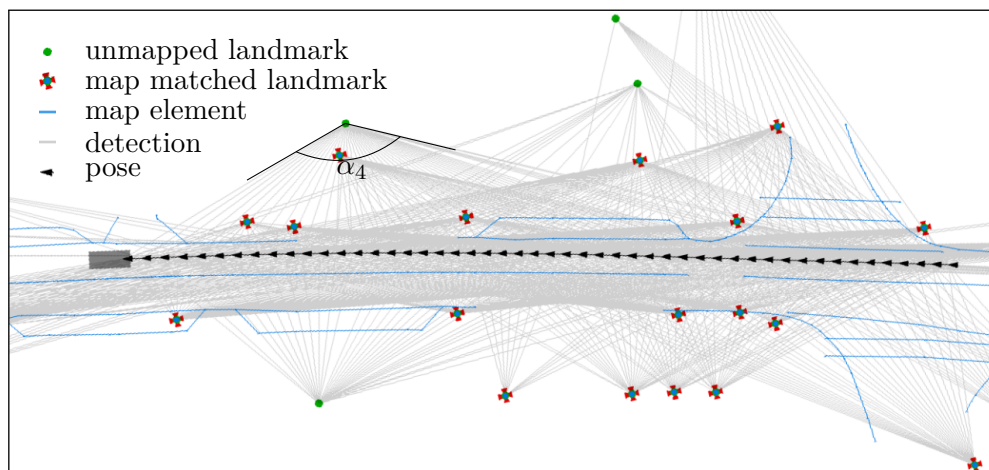 unmapped landmark
map matched landmark
map element
detection
pose
α₄